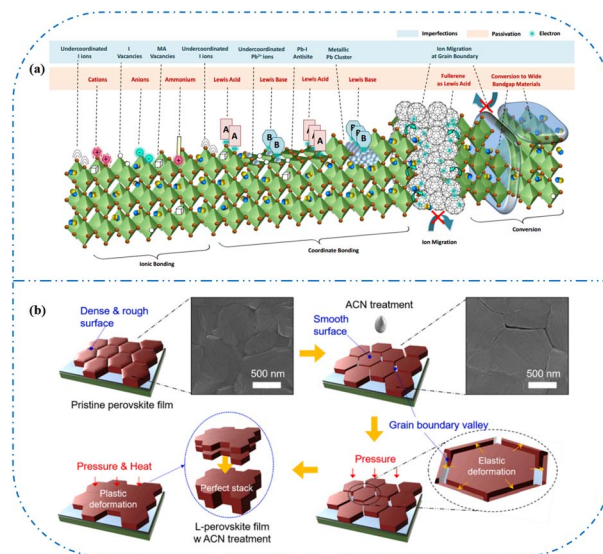 Imperfections Passivation Electron
(a)
Undercoordinated
I ions
I
Vacancies
MA
Vacancies
Undercoordinated
I ions
Undercoordinated
Pb²⁺ ions
Pb-I
Antisite
Metallic
Pb Cluster
Ion Migration
at Grain Boundary
Cations
Anions
Ammonium
Lewis Acid
Lewis Base
Lewis Acid
Lewis Base
Fullerene
as Lewis Acid
Conversion to Wide
Bandgap Materials
A
A
B
B
A
A
A
B
B
B
Ionic Bonding
Coordinate Bonding
Ion Migration
Conversion
(b)
Dense & rough
surface
500 nm
Pristine perovskite film
ACN treatment
Smooth
surface
500 nm
Grain boundary valley
Pressure & Heat
Plastic
deformation
Perfect stack
L-perovskite film
w ACN treatment
Pressure
Elastic
deformation